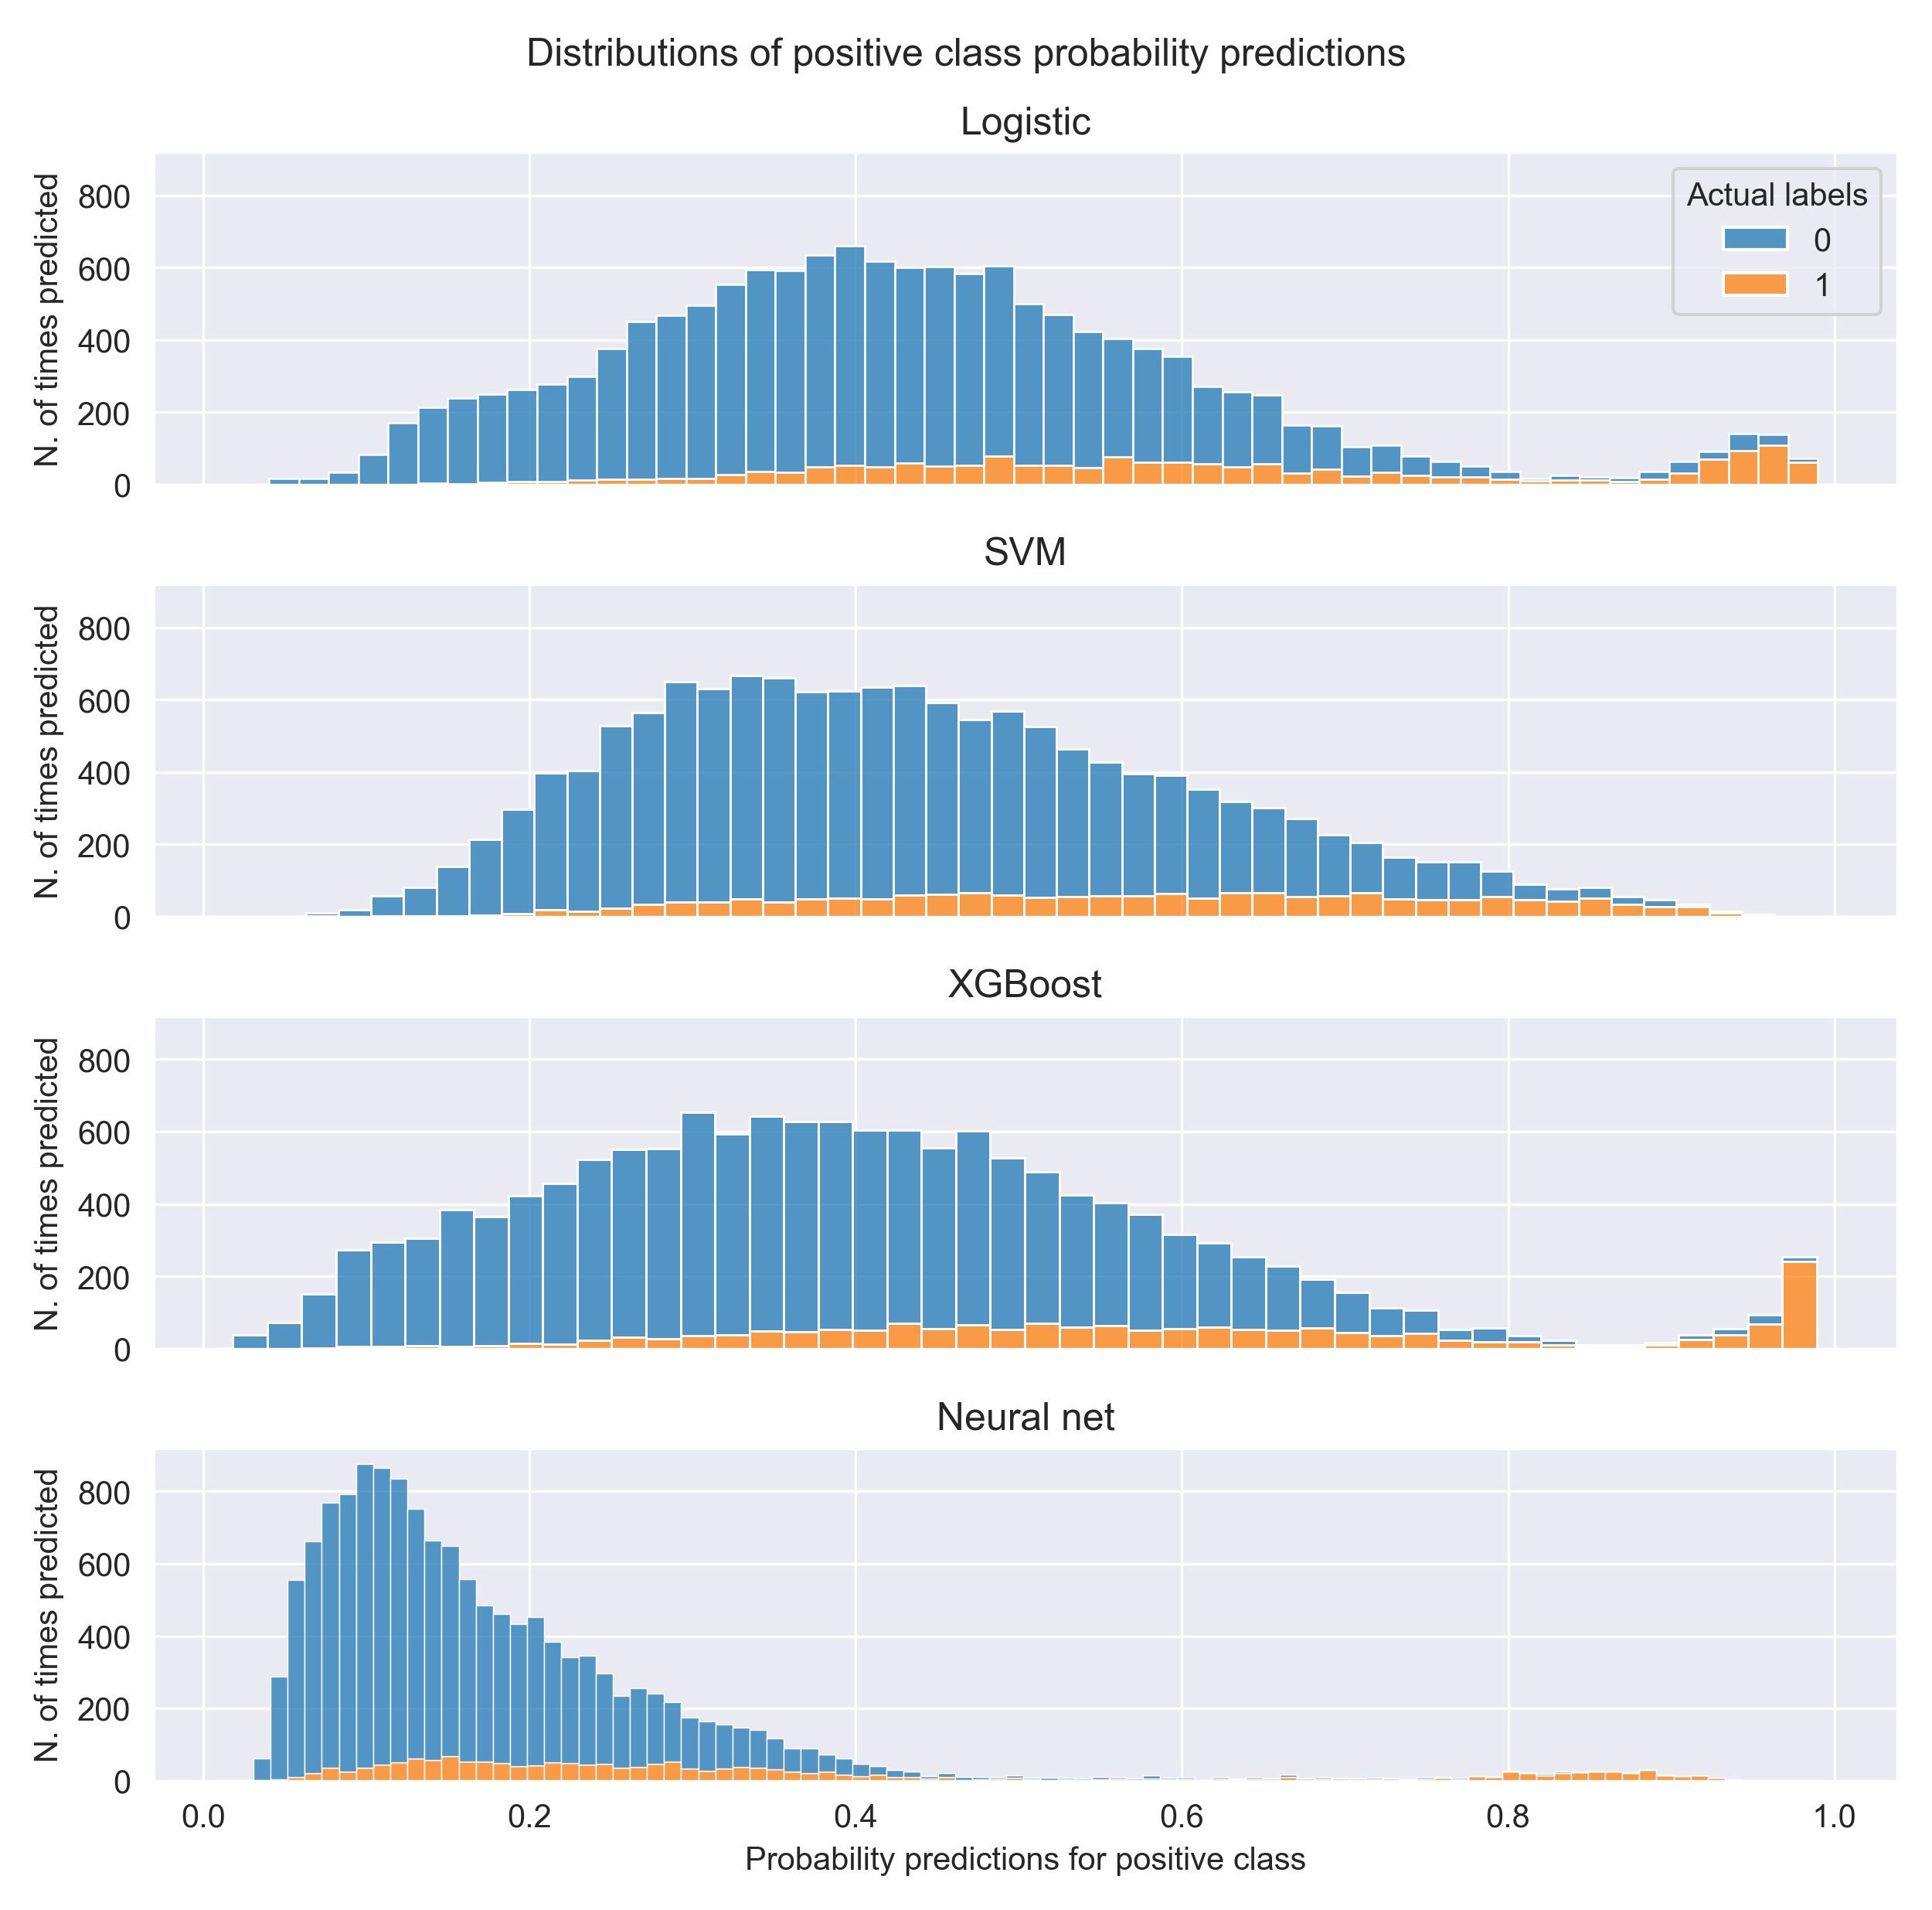 Distributions of positive class probability predictions
Logistic
N. of times predicted
800
600
400
200
0
Actual labels
0
1
SVM
N. of times predicted
800
600
400
200
0
XGBoost
N. of times predicted
800
600
400
200
0
Neural net
N. of times predicted
800
600
400
200
0
0.0 0.2 0.4 0.6 0.8 1.0
Probability predictions for positive class